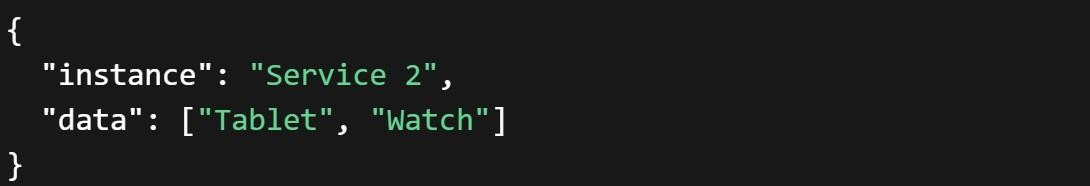 {
  "instance": "Service 2",
  "data": ["Tablet", "Watch"]
}